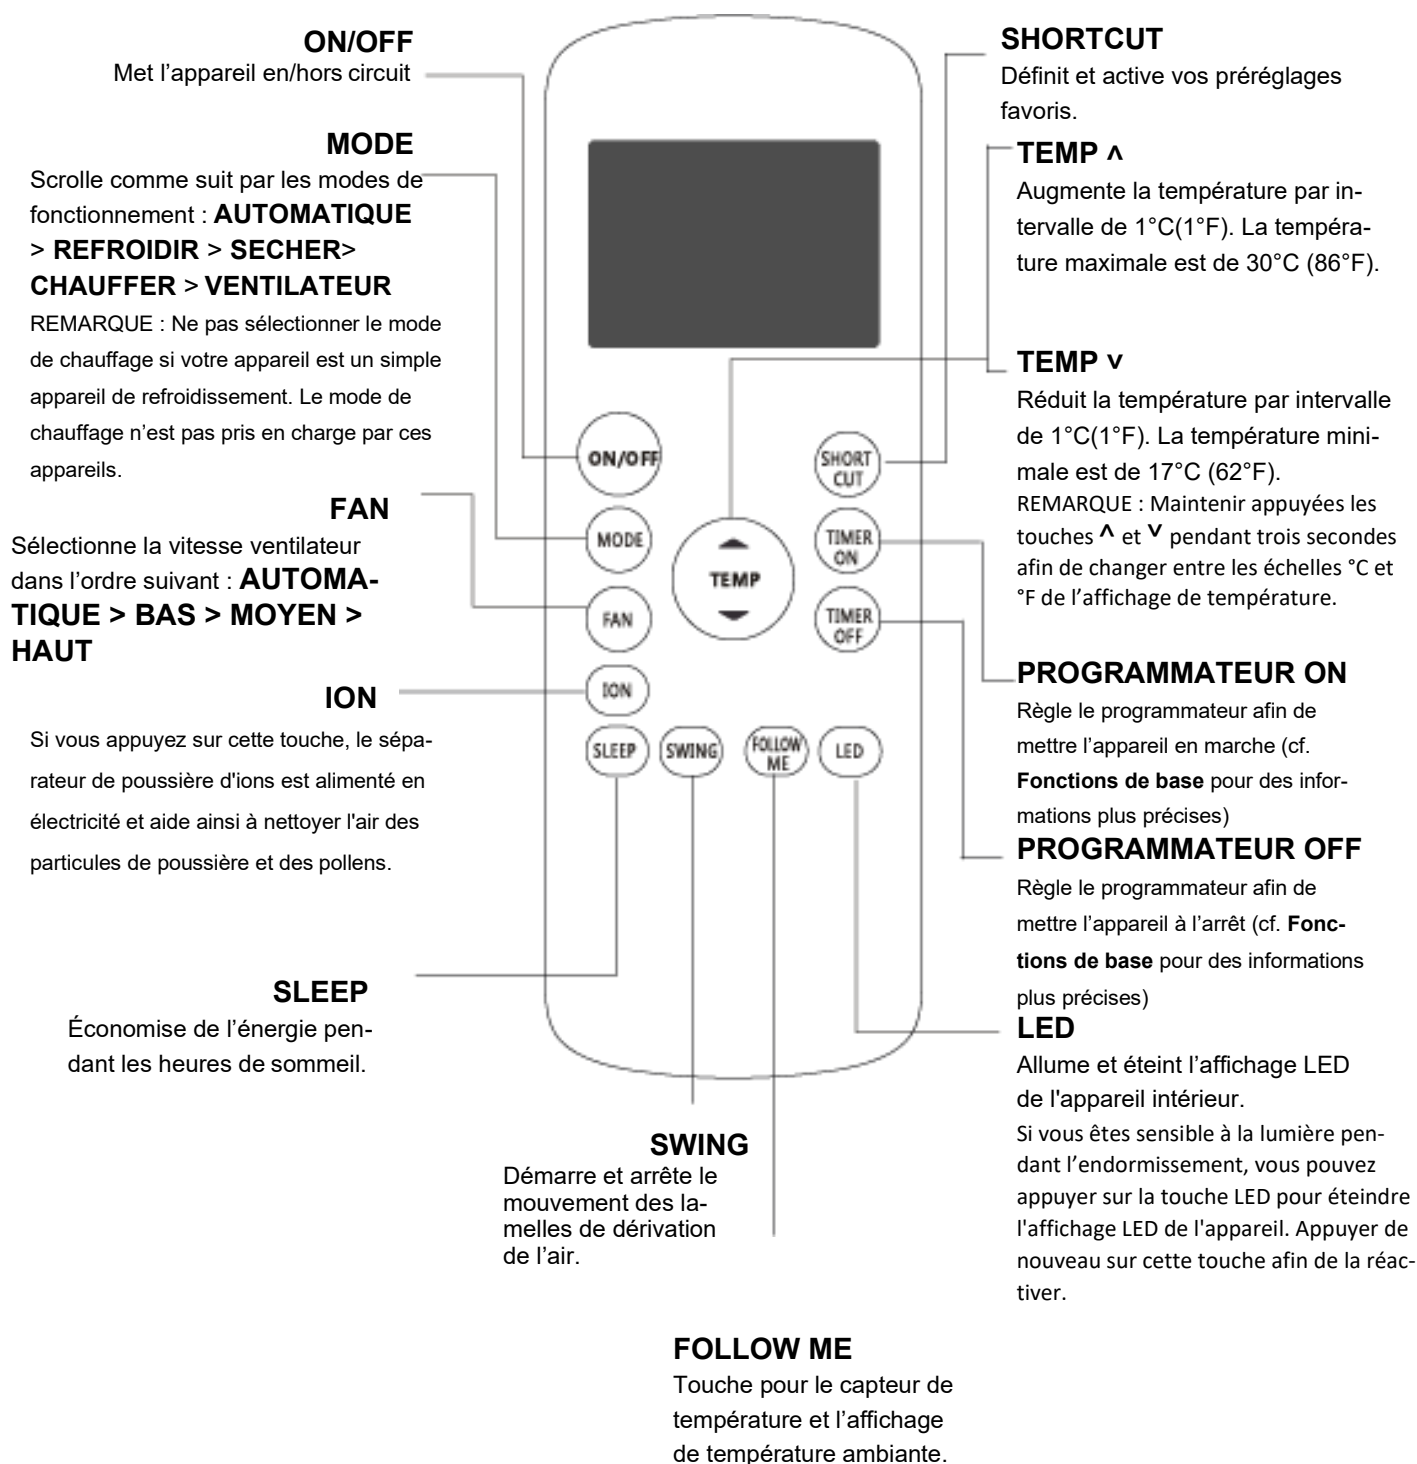 ON/OFF
Met l’appareil en/hors circuit
MODE
Scrolle comme suit par les modes de
fonctionnement : AUTOMATIQUE
> REFROIDIR > SECHER>
CHAUFFER > VENTILATEUR
REMARQUE : Ne pas sélectionner le mode
de chauffage si votre appareil est un simple
appareil de refroidissement. Le mode de
chauffage n’est pas pris en charge par ces
appareils.
FAN
Sélectionne la vitesse ventilateur
dans l’ordre suivant : AUTOMA-
TIQUE > BAS > MOYEN >
HAUT
ION
Si vous appuyez sur cette touche, le sépa-
rateur de poussière d'ions est alimenté en
électricité et aide ainsi à nettoyer l'air des
particules de poussière et des pollens.
SLEEP
Économise de l’énergie pen-
dant les heures de sommeil.
ON/OFF
SHORT
CUT
MODE
TEMP
TIMER
ON
FAN
TIMER
OFF
ION
SLEEP
SWING
FOLLOW
ME
LED
SWING
Démarre et arrête le
mouvement des la-
melles de dérivation
de l’air.
FOLLOW ME
Touche pour le capteur de
température et l’affichage
de température ambiante.
SHORTCUT
Définit et active vos préréglages
favoris.
TEMP ˄
Augmente la température par in-
tervalle de 1°C(1°F). La tempéra-
ture maximale est de 30°C (86°F).
TEMP ˅
Réduit la température par intervalle
de 1°C(1°F). La température mini-
male est de 17°C (62°F).
REMARQUE : Maintenir appuyées les
touches ˄ et ˅ pendant trois secondes
afin de changer entre les échelles °C et
°F de l’affichage de température.
PROGRAMMATEUR ON
Règle le programmateur afin de
mettre l’appareil en marche (cf.
Fonctions de base pour des infor-
mations plus précises)
PROGRAMMATEUR OFF
Règle le programmateur afin de
mettre l’appareil à l’arrêt (cf. Fonc-
tions de base pour des informations
plus précises)
LED
Allume et éteint l’affichage LED
de l'appareil intérieur.
Si vous êtes sensible à la lumière pen-
dant l’endormissement, vous pouvez
appuyer sur la touche LED pour éteindre
l'affichage LED de l'appareil. Appuyer de
nouveau sur cette touche afin de la réac-
tiver.